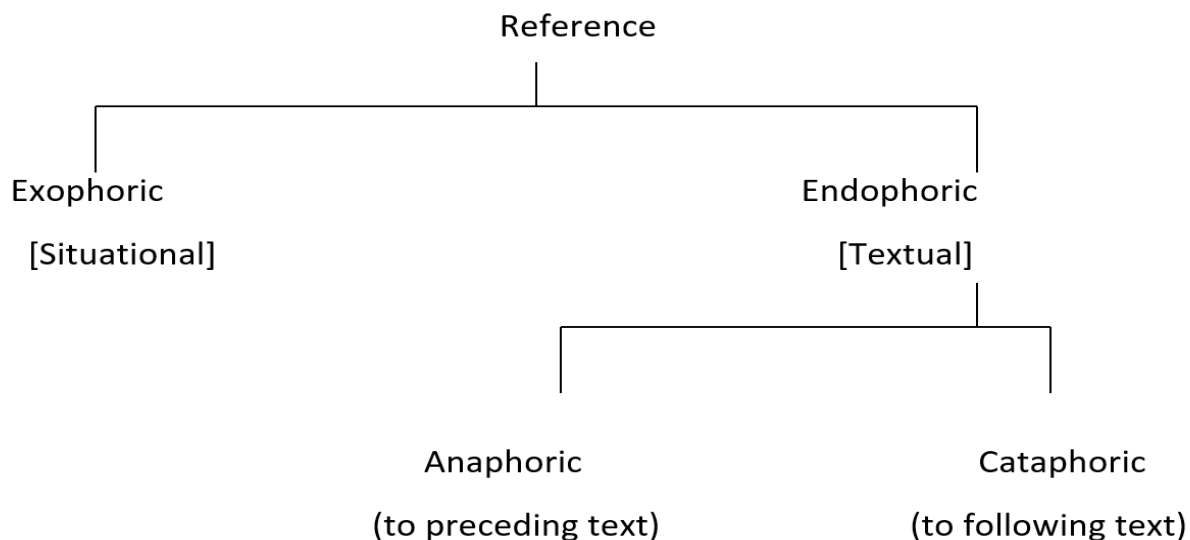 Reference
Exophoric
Endophoric
[Situational]
[Textual]
Anaphoric
Cataphoric
(to preceding text)
(to following text)